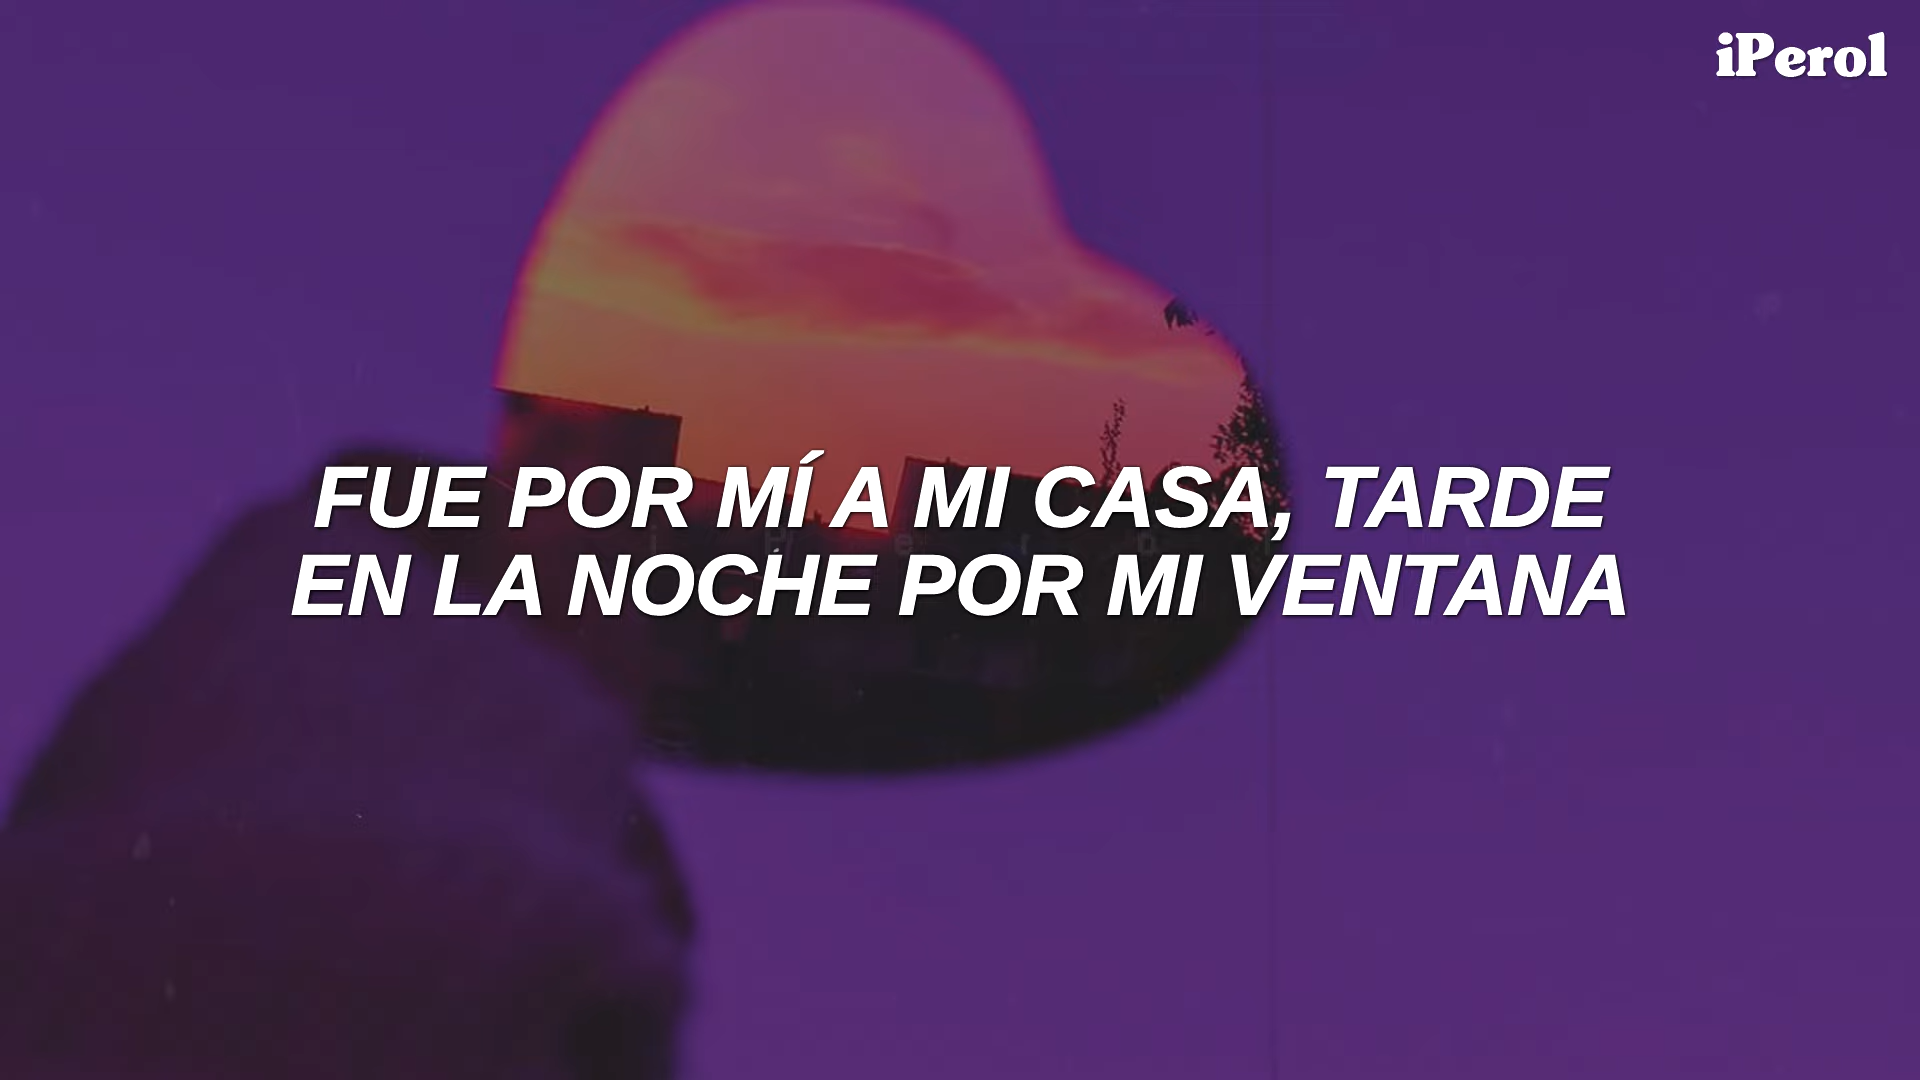 iPerol
FUE POR MÍ A MI CASA, TARDE
EN LA NOCHE POR MI VENTANA